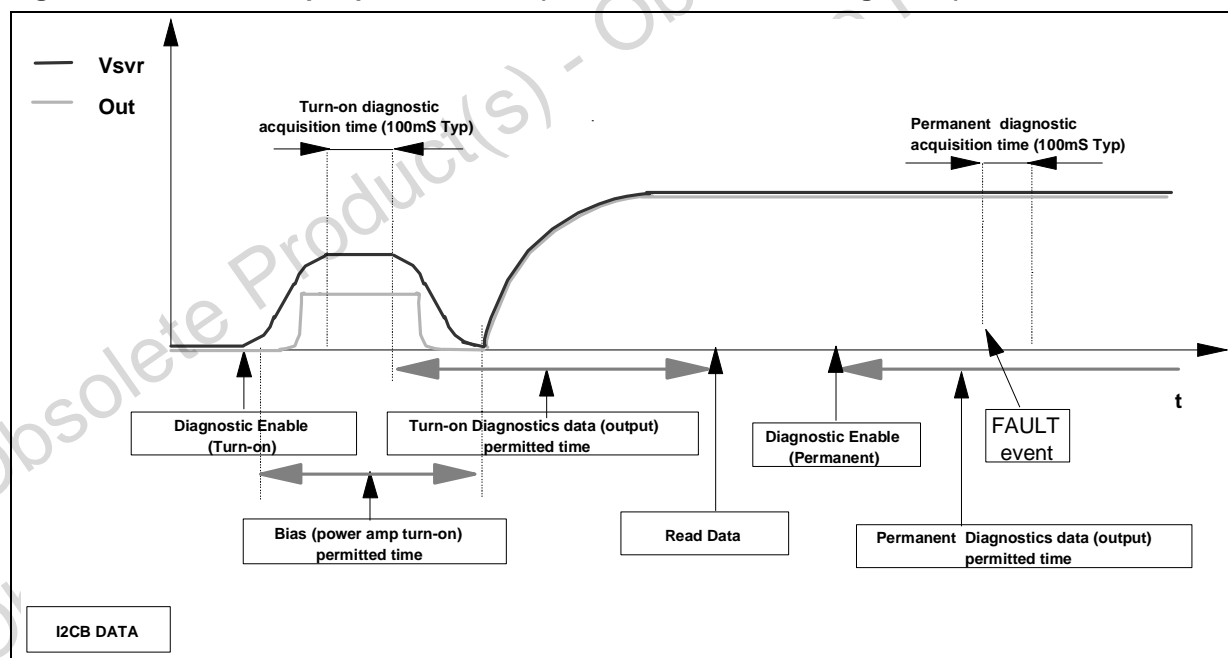 Vsvr
Out
Turn-on diagnostic
acquisition time (100mS Typ)
Permanent diagnostic
acquisition time (100mS Typ)
t
Diagnostic Enable
(Turn-on)
Turn-on Diagnostics data (output)
permitted time
Diagnostic Enable
(Permanent)
FAULT
event
Bias (power amp turn-on)
permitted time
Read Data
Permanent Diagnostics data (output)
permitted time
I2CB DATA
Obsolete Product(s) -